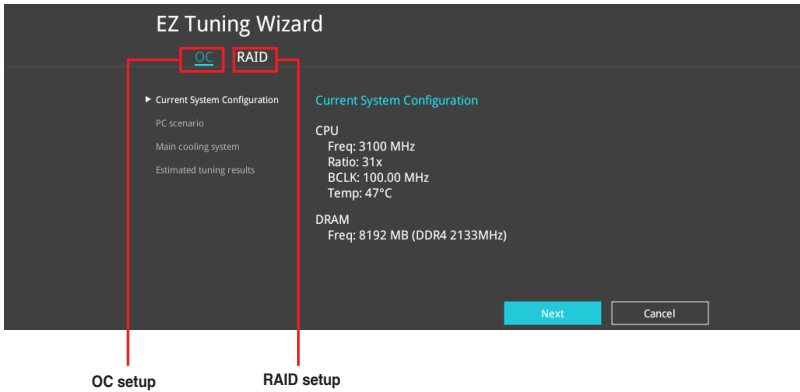 EZ Tuning Wizard
OC RAID
Current System Configuration
PC scenario
Main cooling system
Estimated tuning results
Current System Configuration
CPU
Freq: 3100 MHz
Ratio: 31x
BCLK: 100.00 MHz
Temp: 47°C
DRAM
Freq: 8192 MB (DDR4 2133MHz)
Next Cancel
OC setup RAID setup